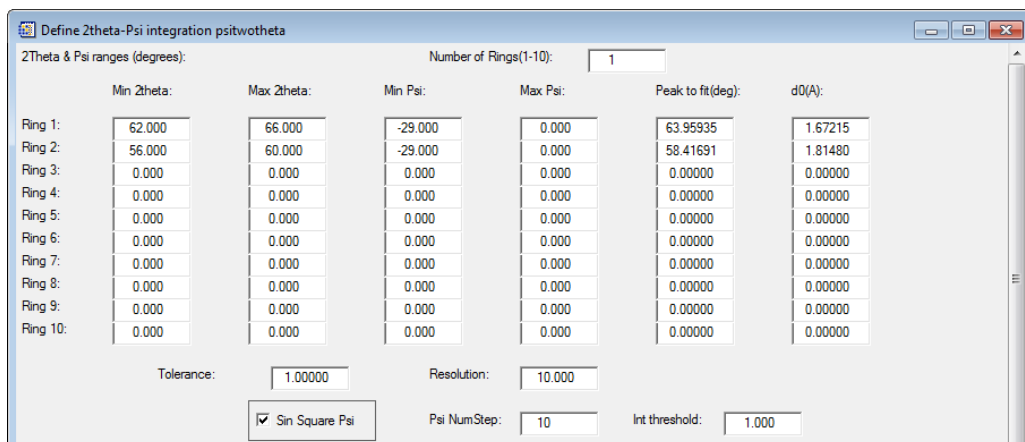 Define 2theta-Psi integration psitwotheta
2Theta & Psi ranges (degrees): Number of Rings(1-10): 1
Min 2theta: Max 2theta: Min Psi: Max Psi: Peak to fit(deg): d0(A):
Ring 1: 62.000 66.000 -29.000 0.000 63.95935 1.67215
Ring 2: 56.000 60.000 -29.000 0.000 58.41691 1.81480
Ring 3: 0.000 0.000 0.000 0.000 0.00000 0.00000
Ring 4: 0.000 0.000 0.000 0.000 0.00000 0.00000
Ring 5: 0.000 0.000 0.000 0.000 0.00000 0.00000
Ring 6: 0.000 0.000 0.000 0.000 0.00000 0.00000
Ring 7: 0.000 0.000 0.000 0.000 0.00000 0.00000
Ring 8: 0.000 0.000 0.000 0.000 0.00000 0.00000
Ring 9: 0.000 0.000 0.000 0.000 0.00000 0.00000
Ring 10: 0.000 0.000 0.000 0.000 0.00000 0.00000
Tolerance: 1.00000 Resolution: 10.000
Sin Square Psi Psi NumStep: 10 Int threshold: 1.000